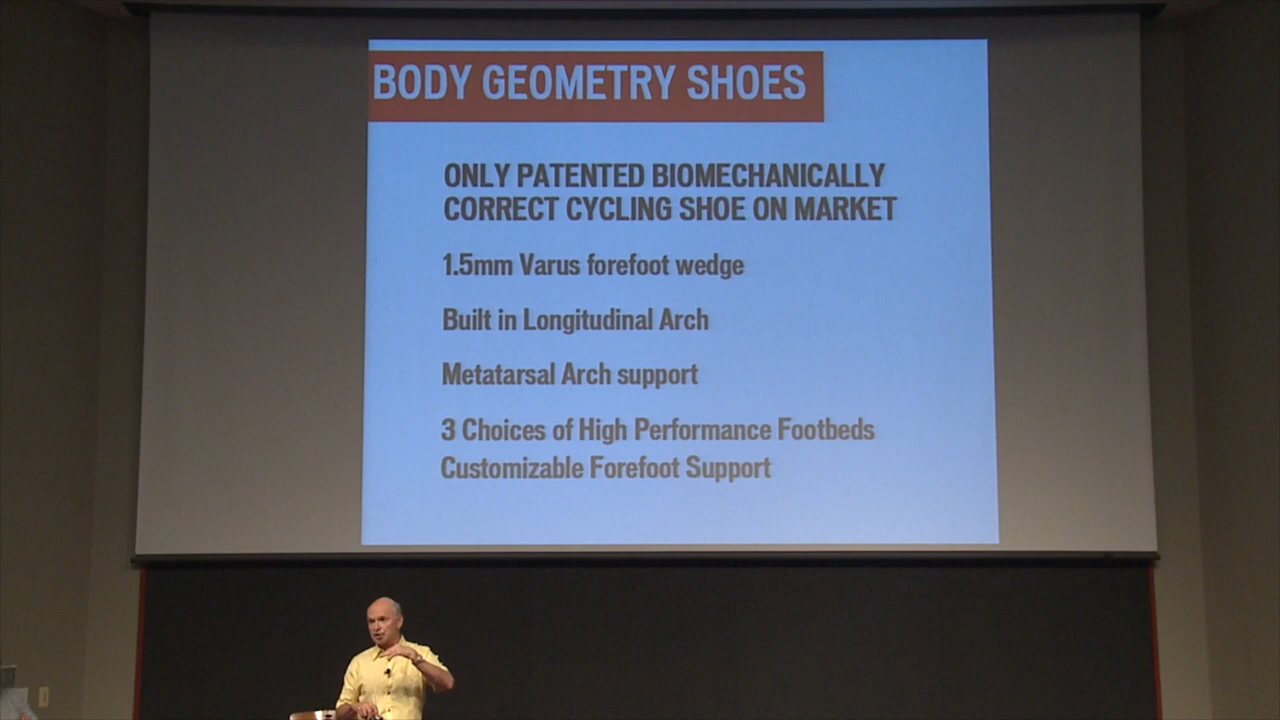 BODY GEOMETRY SHOES
ONLY PATENTED BIOMECHANICALLY
CORRECT CYCLING SHOE ON MARKET
1.5mm Varus forefoot wedge
Built in Longitudinal Arch
Metatarsal Arch support
3 Choices of High Performance Footbeds
Customizable Forefoot Support